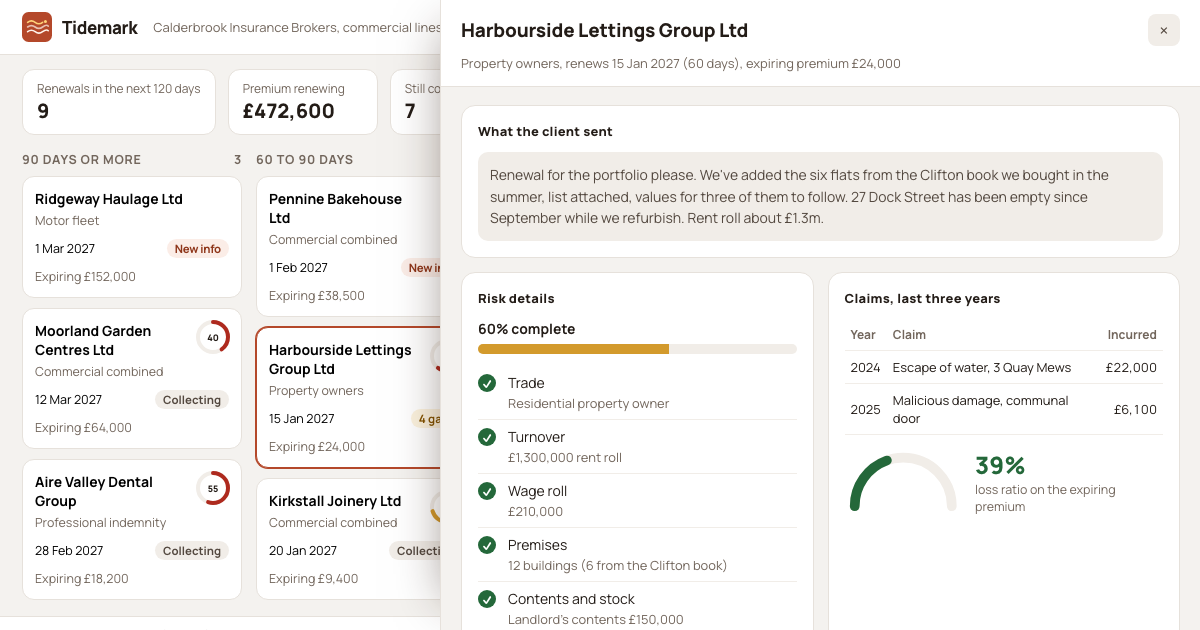 Tidemark
Calderbrook Insurance Brokers, commercial lines
Renewals in the next 120 days
9
Premium renewing
£472,600
Still co
7
90 DAYS OR MORE 3
Ridgeway Haulage Ltd
Motor fleet
1 Mar 2027 New info
Expiring £152,000
Moorland Garden
Centres Ltd
40
Commercial combined
12 Mar 2027 Collecting
Expiring £64,000
Aire Valley Dental
Group
55
Professional indemnity
28 Feb 2027 Collecting
Expiring £18,200
60 TO 90 DAYS
Pennine Bakehouse
Ltd
Commercial combined
1 Feb 2027 New in
Expiring £38,500
Harbourside Lettings
Group Ltd
Property owners
15 Jan 2027 4 ga
Expiring £24,000
Kirkstall Joinery Ltd
Commercial combined
20 Jan 2027 Collecti
Expiring £9,400
Harbourside Lettings Group Ltd
×
Property owners, renews 15 Jan 2027 (60 days), expiring premium £24,000
What the client sent
Renewal for the portfolio please. We've added the six flats from the Clifton book we bought in the
summer, list attached, values for three of them to follow. 27 Dock Street has been empty since
September while we refurbish. Rent roll about £1.3m.
Risk details
60% complete
Trade
Residential property owner
Turnover
£1,300,000 rent roll
Wage roll
£210,000
Premises
12 buildings (6 from the Clifton book)
Contents and stock
Landlord's contents £150,000
Claims, last three years
Year Claim Incurred
2024 Escape of water, 3 Quay Mews £22,000
2025 Malicious damage, communal door £6,100
39%
loss ratio on the expiring
premium